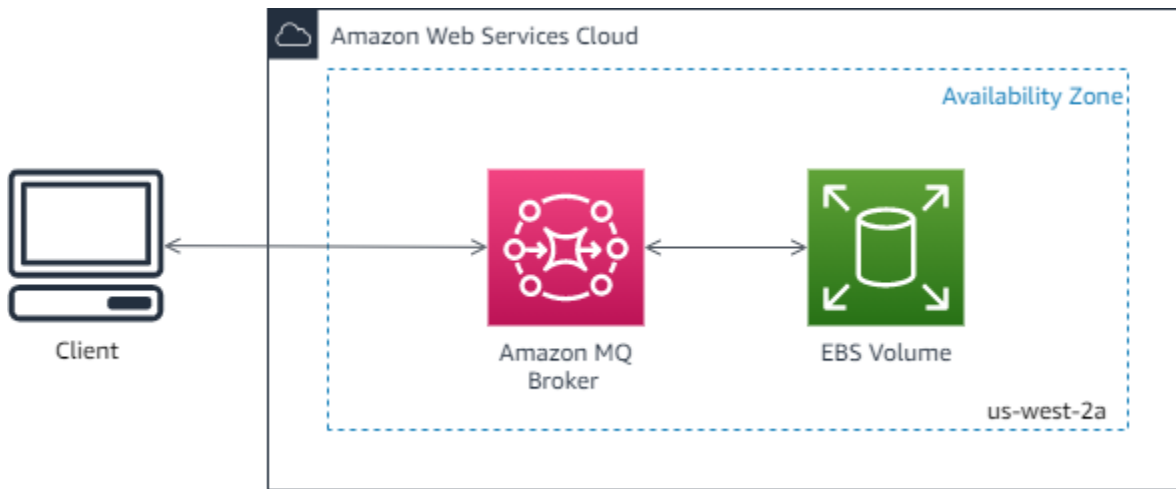 Amazon Web Services Cloud
Availability Zone
Client
Amazon MQ
Broker
EBS Volume
us-west-2a